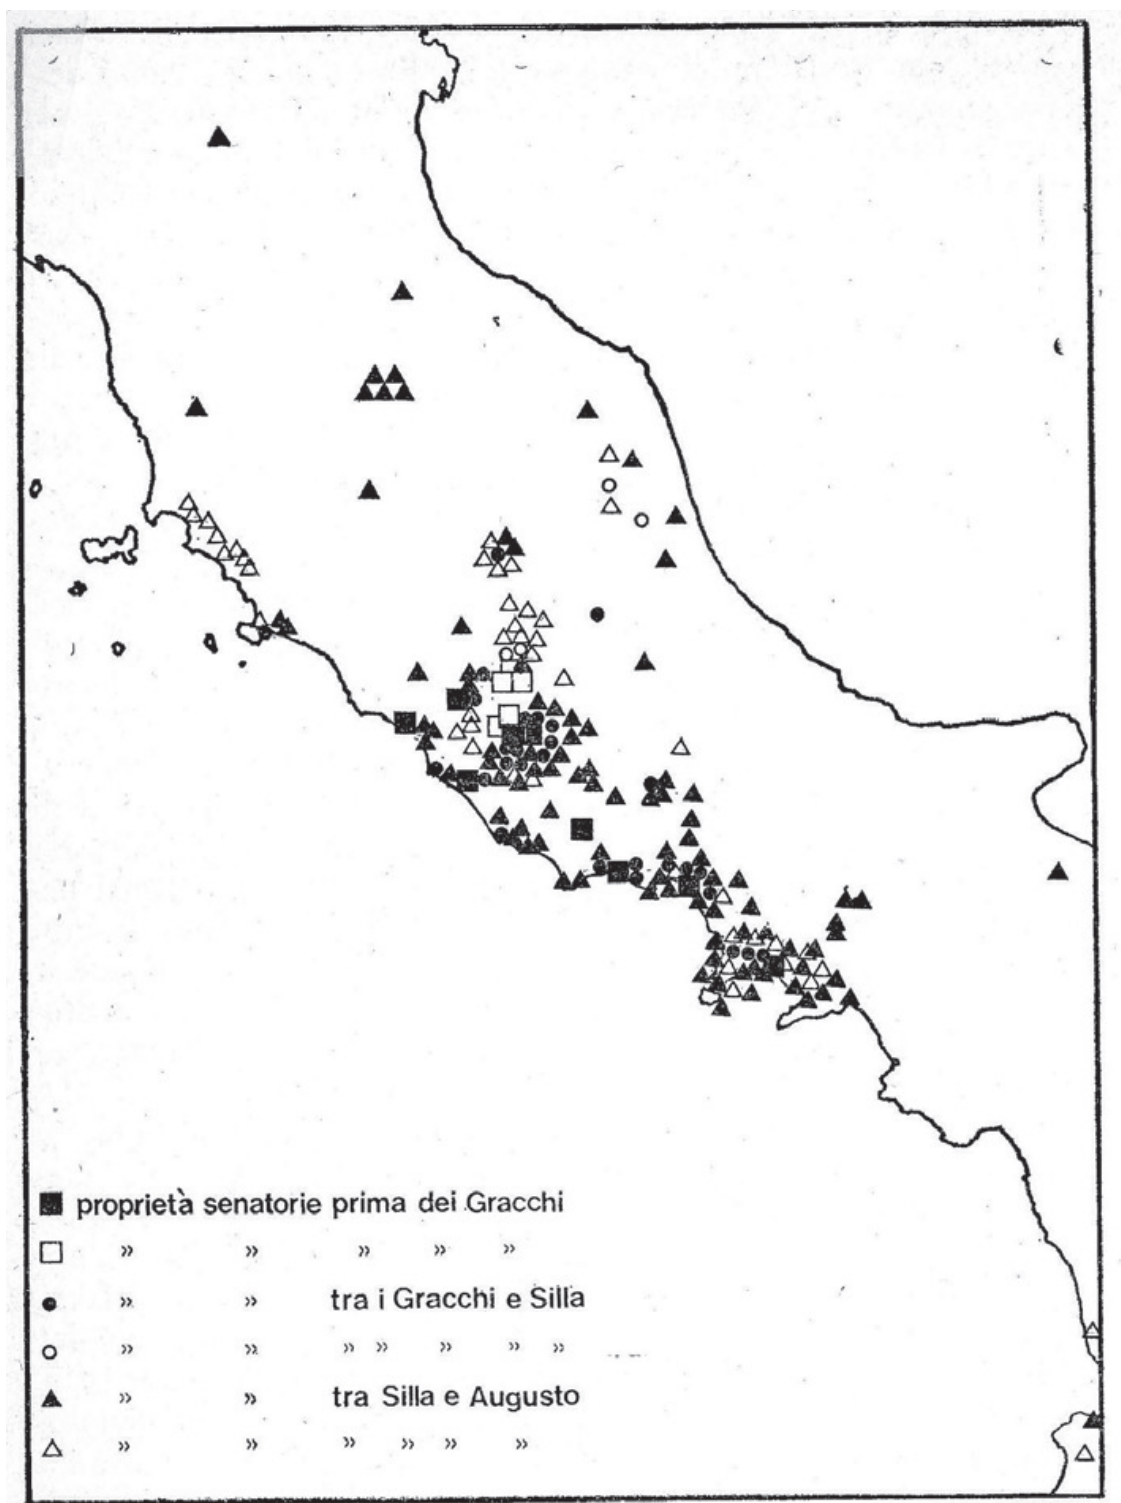 proprietà senatorie prima dei Gracchi
» » » » »
» » tra i Gracchi e Silla
» » » » » » »
» » tra Silla e Augusto
» » » » » »